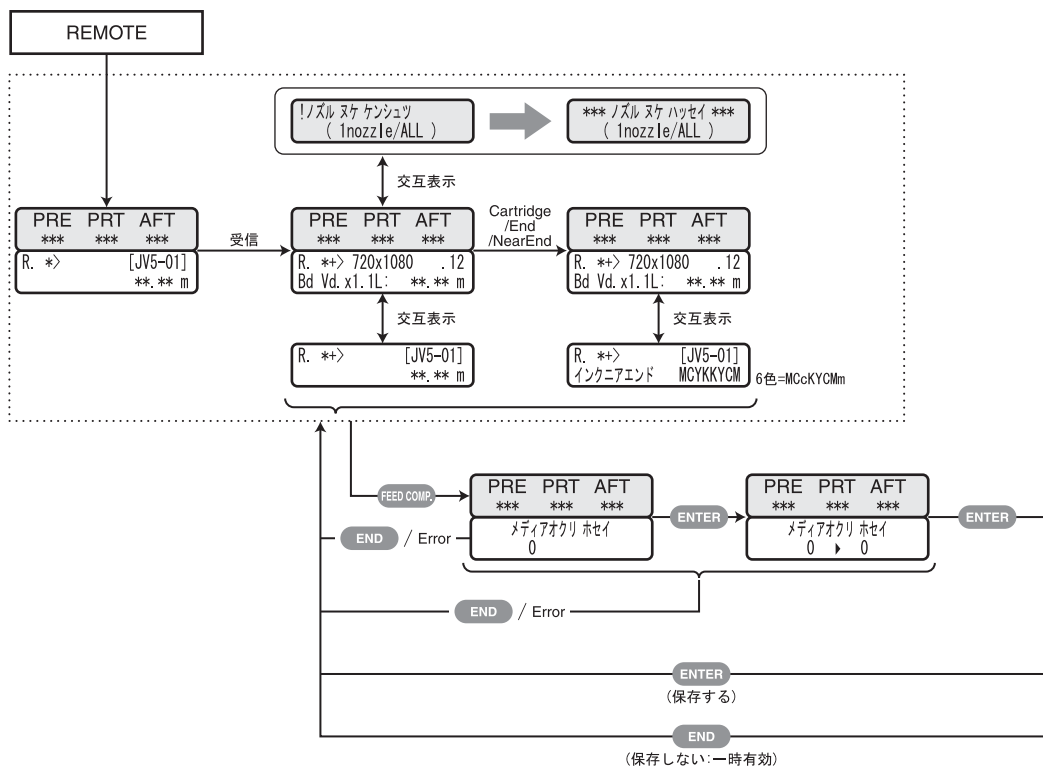 REMOTE
!ノズル ヌケ ケンシュツ
( 1nozzle/ALL )
*** ノズル ヌケ ハッセイ ***
( 1nozzle/ALL )
交互表示
PRE PRT AFT
*** *** ***
R. *> [JV5-01]
**.** m
受信
PRE PRT AFT
*** *** ***
R. *+> 720x1080 .12
Bd Vd.x1.1L: **.** m
Cartridge
/End
/NearEnd
PRE PRT AFT
*** *** ***
R. *+> 720x1080 .12
Bd Vd.x1.1L: **.** m
交互表示
交互表示
R. *+> [JV5-01]
**.** m
R. *+> [JV5-01]
インクニアエンド MCYKKYCM
6色=MCcKYCMm
FEED COMP.
PRE PRT AFT
*** *** ***
メディアオクリ ホセイ
0
ENTER
PRE PRT AFT
*** *** ***
メディアオクリ ホセイ
0 ▶ 0
ENTER
END / Error
END / Error
ENTER
(保存する)
END
(保存しない:一時有効)